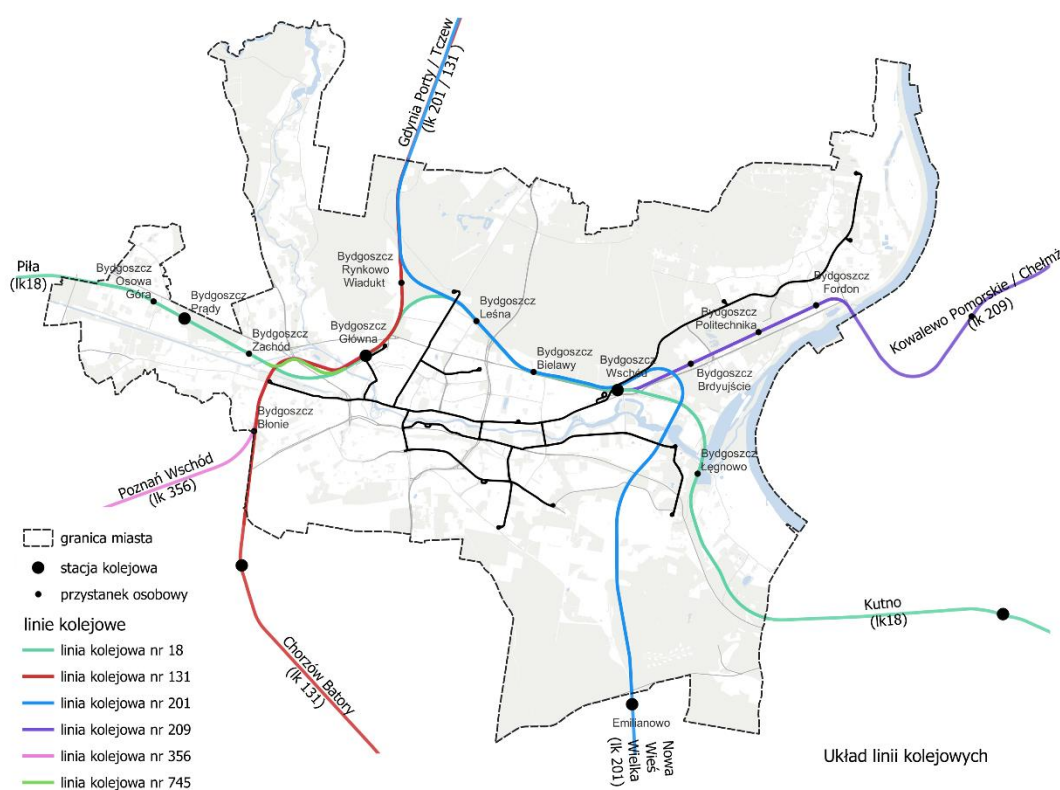 Gdynia Porty / Tczew
(lk 201 / 131)
Piła
(lk18)
Bydgoszcz
Osowa
Góra
Bydgoszcz
Prądy
Bydgoszcz
Zachód
Bydgoszcz
Rynkowo
Wiadukt
Bydgoszcz
Główna
Bydgoszcz
Leśna
Bydgoszcz
Bielawy
Bydgoszcz
Wschód
Bydgoszcz
Politechnika
Bydgoszcz
Fordon
Bydgoszcz
Brdyujście
Kowalewo Pomorskie / Chełmża
(lk 209)
Bydgoszcz
Błonie
Bydgoszcz
Łęgnowo
Poznań Wschód
(lk 356)
Chorzów Batory
(lk 131)
Kutno
(lk18)
Emilianowo
Nowa
Wieś
Wielka
(lk 201)
granica miasta
stacja kolejowa
przystanek osobowy
linie kolejowe
linia kolejowa nr 18
linia kolejowa nr 131
linia kolejowa nr 201
linia kolejowa nr 209
linia kolejowa nr 356
linia kolejowa nr 745
Układ linii kolejowych